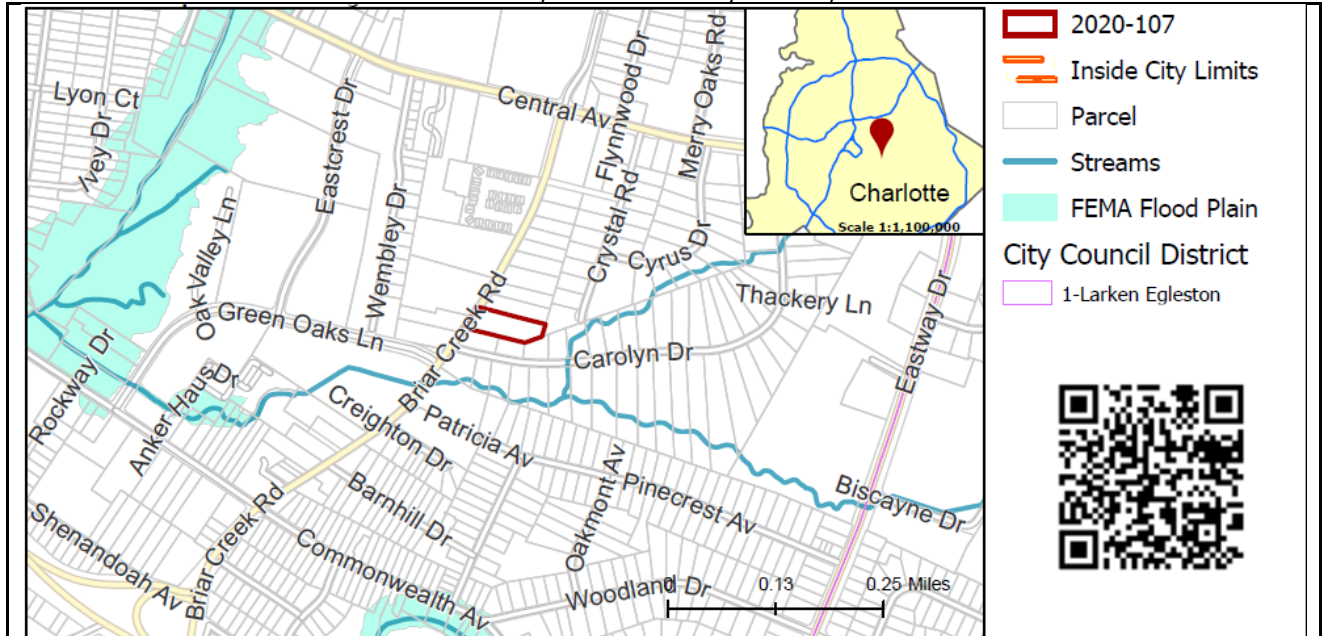 Lyon Ct
Ivey Dr
Eastcrest Dr
Wembley Dr
Central Av
Flynnwood Dr
Crystal Rd
Merry Oaks Rd
Cyrus Dr
Oak Valley Ln
Green Oaks Ln
Briar Creek Rd
Thackery Ln
Carolyn Dr
Eastway Dr
Rockway Dr
Anker Haus Dr
Creighton Dr
Patricia Av
Barnhill Dr
Oakmont Av
Pinecrest Av
Biscayne Dr
Shenandoah Av
Briar Creek Rd
Commonwealth Av
Woodland Dr
0 0.13 0.25 Miles
Charlotte
Scale 1:1,100,000
2020-107
Inside City Limits
Parcel
Streams
FEMA Flood Plain
City Council District
1-Larken Egleston